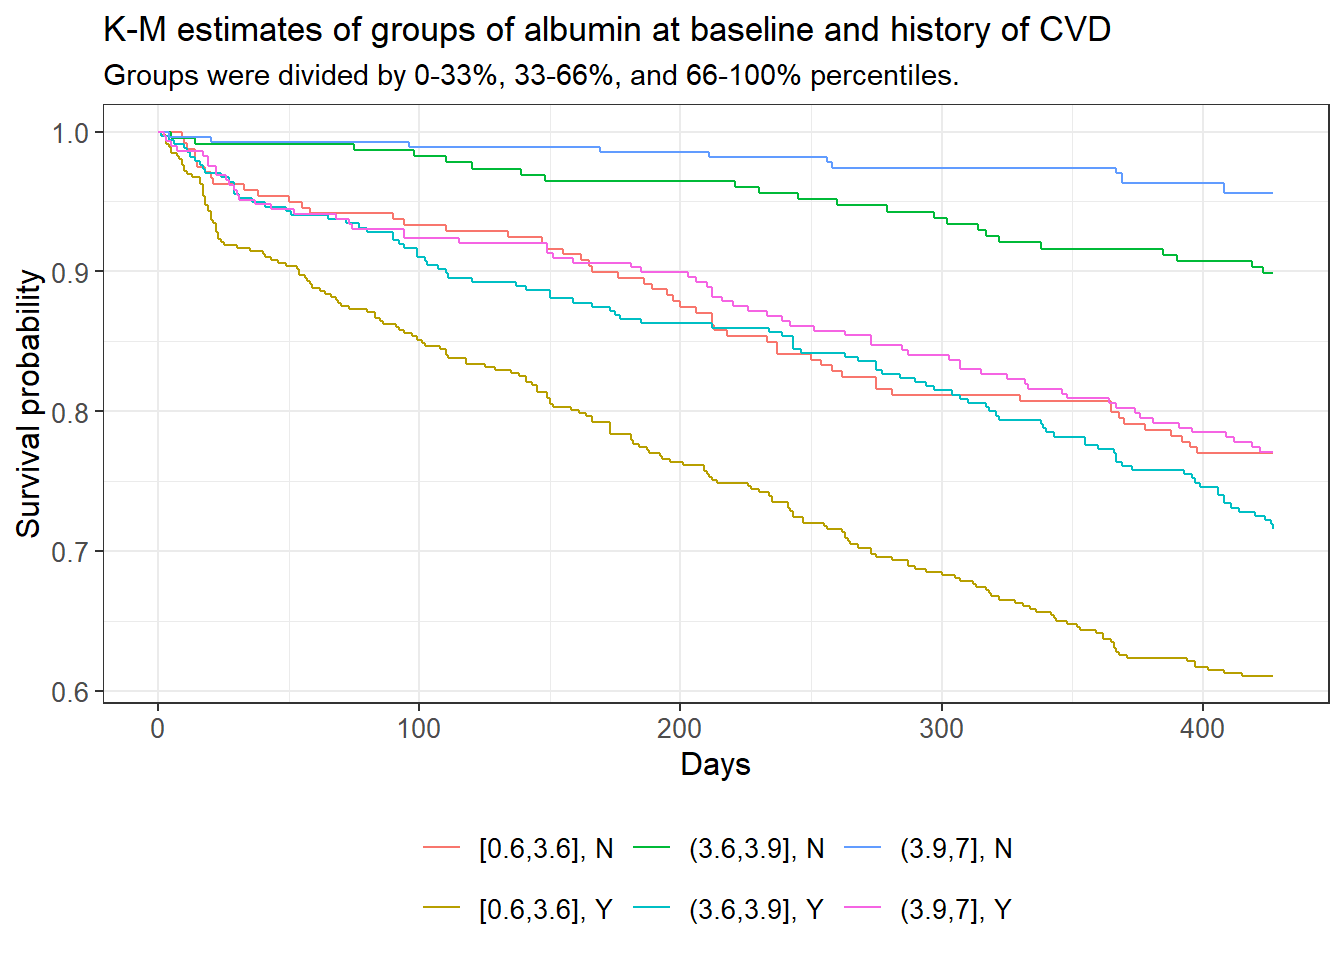 K-M estimates of groups of albumin at baseline and history of CVD
Groups were divided by 0-33%, 33-66%, and 66-100% percentiles.
Survival probability
1.0
0.9
0.8
0.7
0.6
0 100 200 300 400
Days
[0.6,3.6], N (3.6,3.9], N (3.9,7], N
[0.6,3.6], Y (3.6,3.9], Y (3.9,7], Y